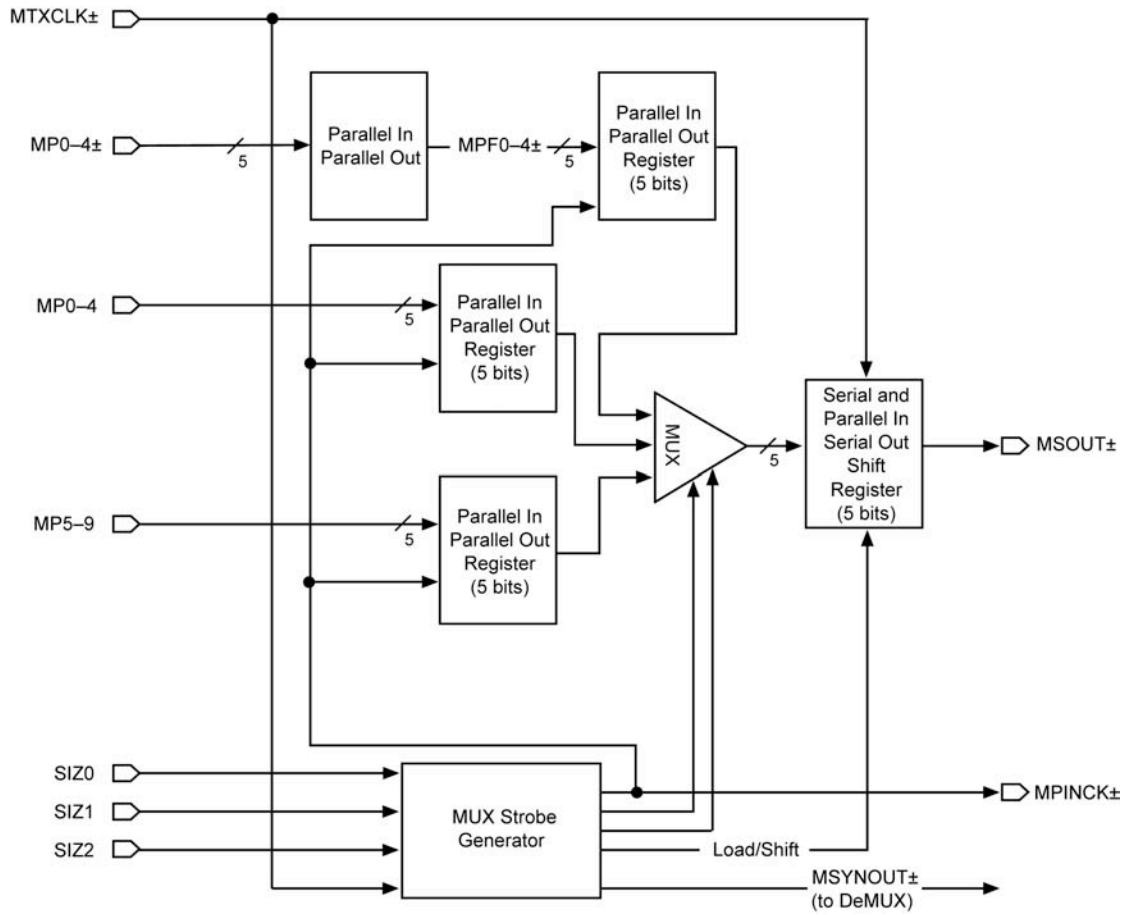 MTXCLK±
MP0–4±
5
Parallel In
Parallel Out
MPF0–4±
5
Parallel In
Parallel Out
Register
(5 bits)
MP0–4
5
Parallel In
Parallel Out
Register
(5 bits)
MUX
5
Serial and
Parallel In
Serial Out
Shift
Register
(5 bits)
MSOUT±
MP5–9
5
Parallel In
Parallel Out
Register
(5 bits)
SIZ0
SIZ1
SIZ2
MUX Strobe
Generator
MPINCK±
Load/Shift
MSYNOUT±
(to DeMUX)